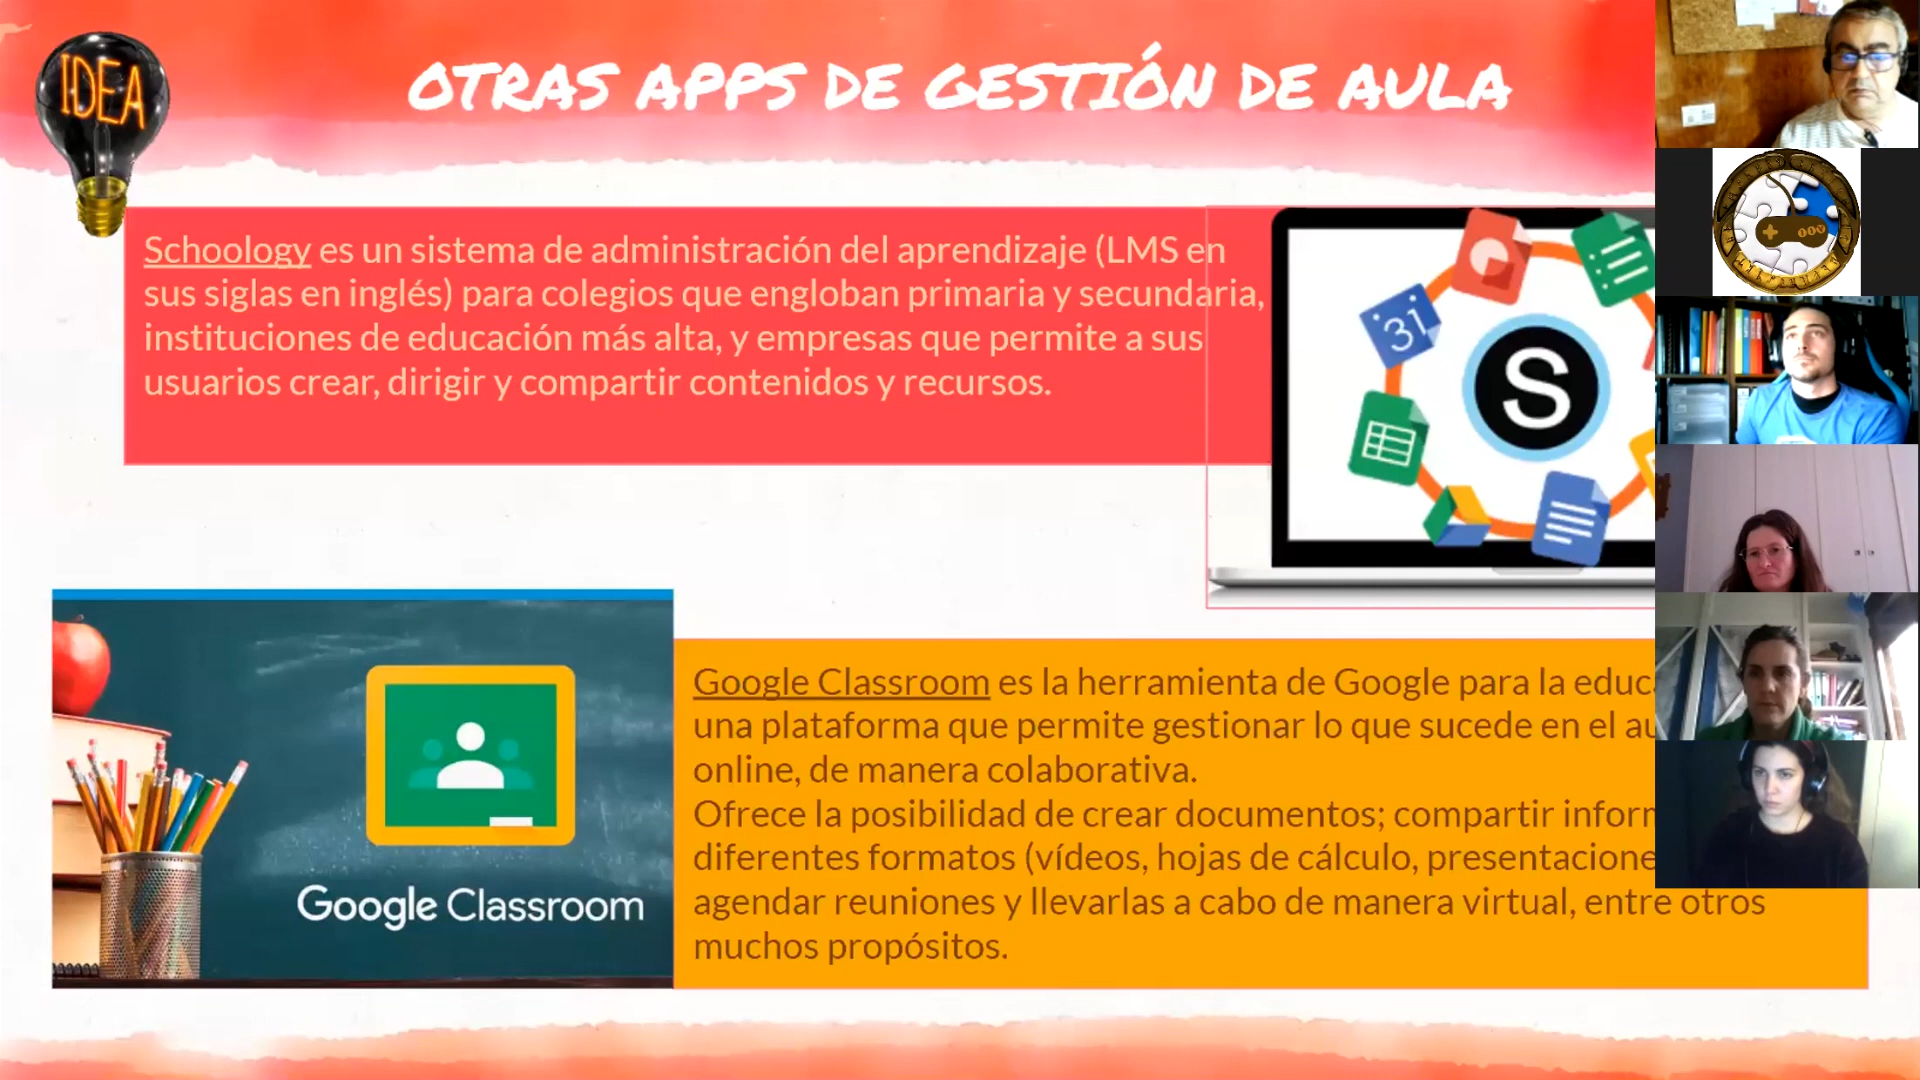 IDEA
OTRAS APPS DE GESTIÓN DE AULA
Schoology es un sistema de administración del aprendizaje (LMS en
sus siglas en inglés) para colegios que engloban primaria y secundaria,
instituciones de educación más alta, y empresas que permite a sus
usuarios crear, dirigir y compartir contenidos y recursos.
31
S
Google Classroom
Google Classroom es la herramienta de Google para la educ
una plataforma que permite gestionar lo que sucede en el au
online, de manera colaborativa.
Ofrece la posibilidad de crear documentos; compartir inform
diferentes formatos (vídeos, hojas de cálculo, presentacione
agendar reuniones y llevarlas a cabo de manera virtual, entre otros
muchos propósitos.